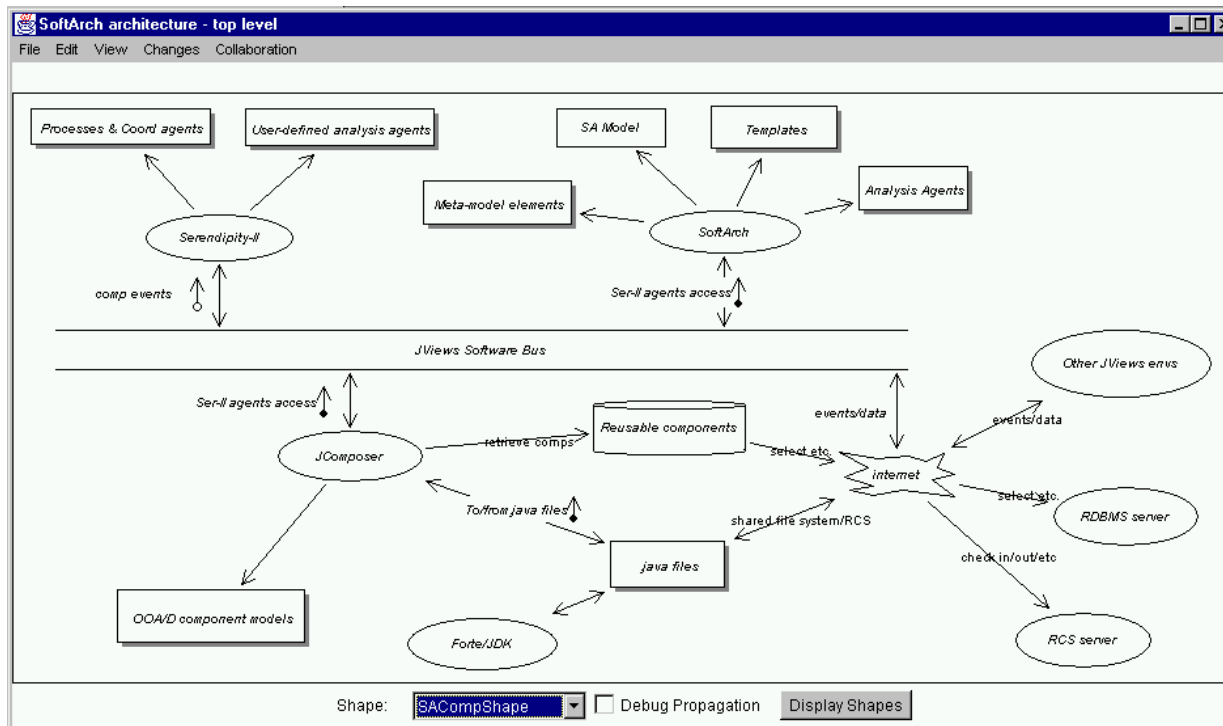 SoftArch architecture - top level
File Edit View Changes Collaboration
Processes & Coord agents
User-defined analysis agents
SA Model
Templates
Meta-model elements
Analysis Agents
Serendipity-II
SoftArch
comp events
Ser-II agents access
JViews Software Bus
Other JViews envs
Ser-II agents access
events/data
events/data
Reusable components
retrieve comps
select etc.
JComposer
internet
select etc.
To/from java files
shared file system/RCS
RDBMS server
java files
check in/out/etc
OOA/D component models
Forte/JDK
RCS server
Shape: SACompShape Debug Propagation Display Shapes